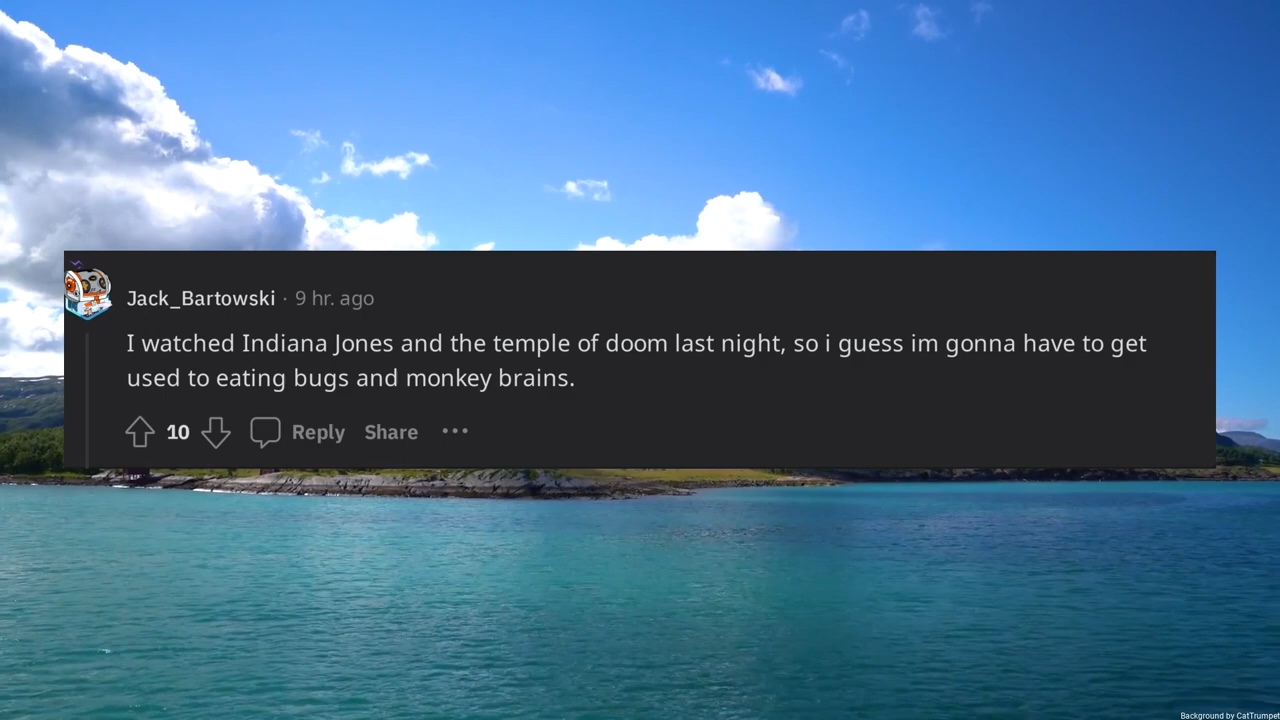 Jack_Bartowski · 9 hr. ago
I watched Indiana Jones and the temple of doom last night, so i guess im gonna have to get
used to eating bugs and monkey brains.
10 Reply Share ···
Background by CatTrumpet